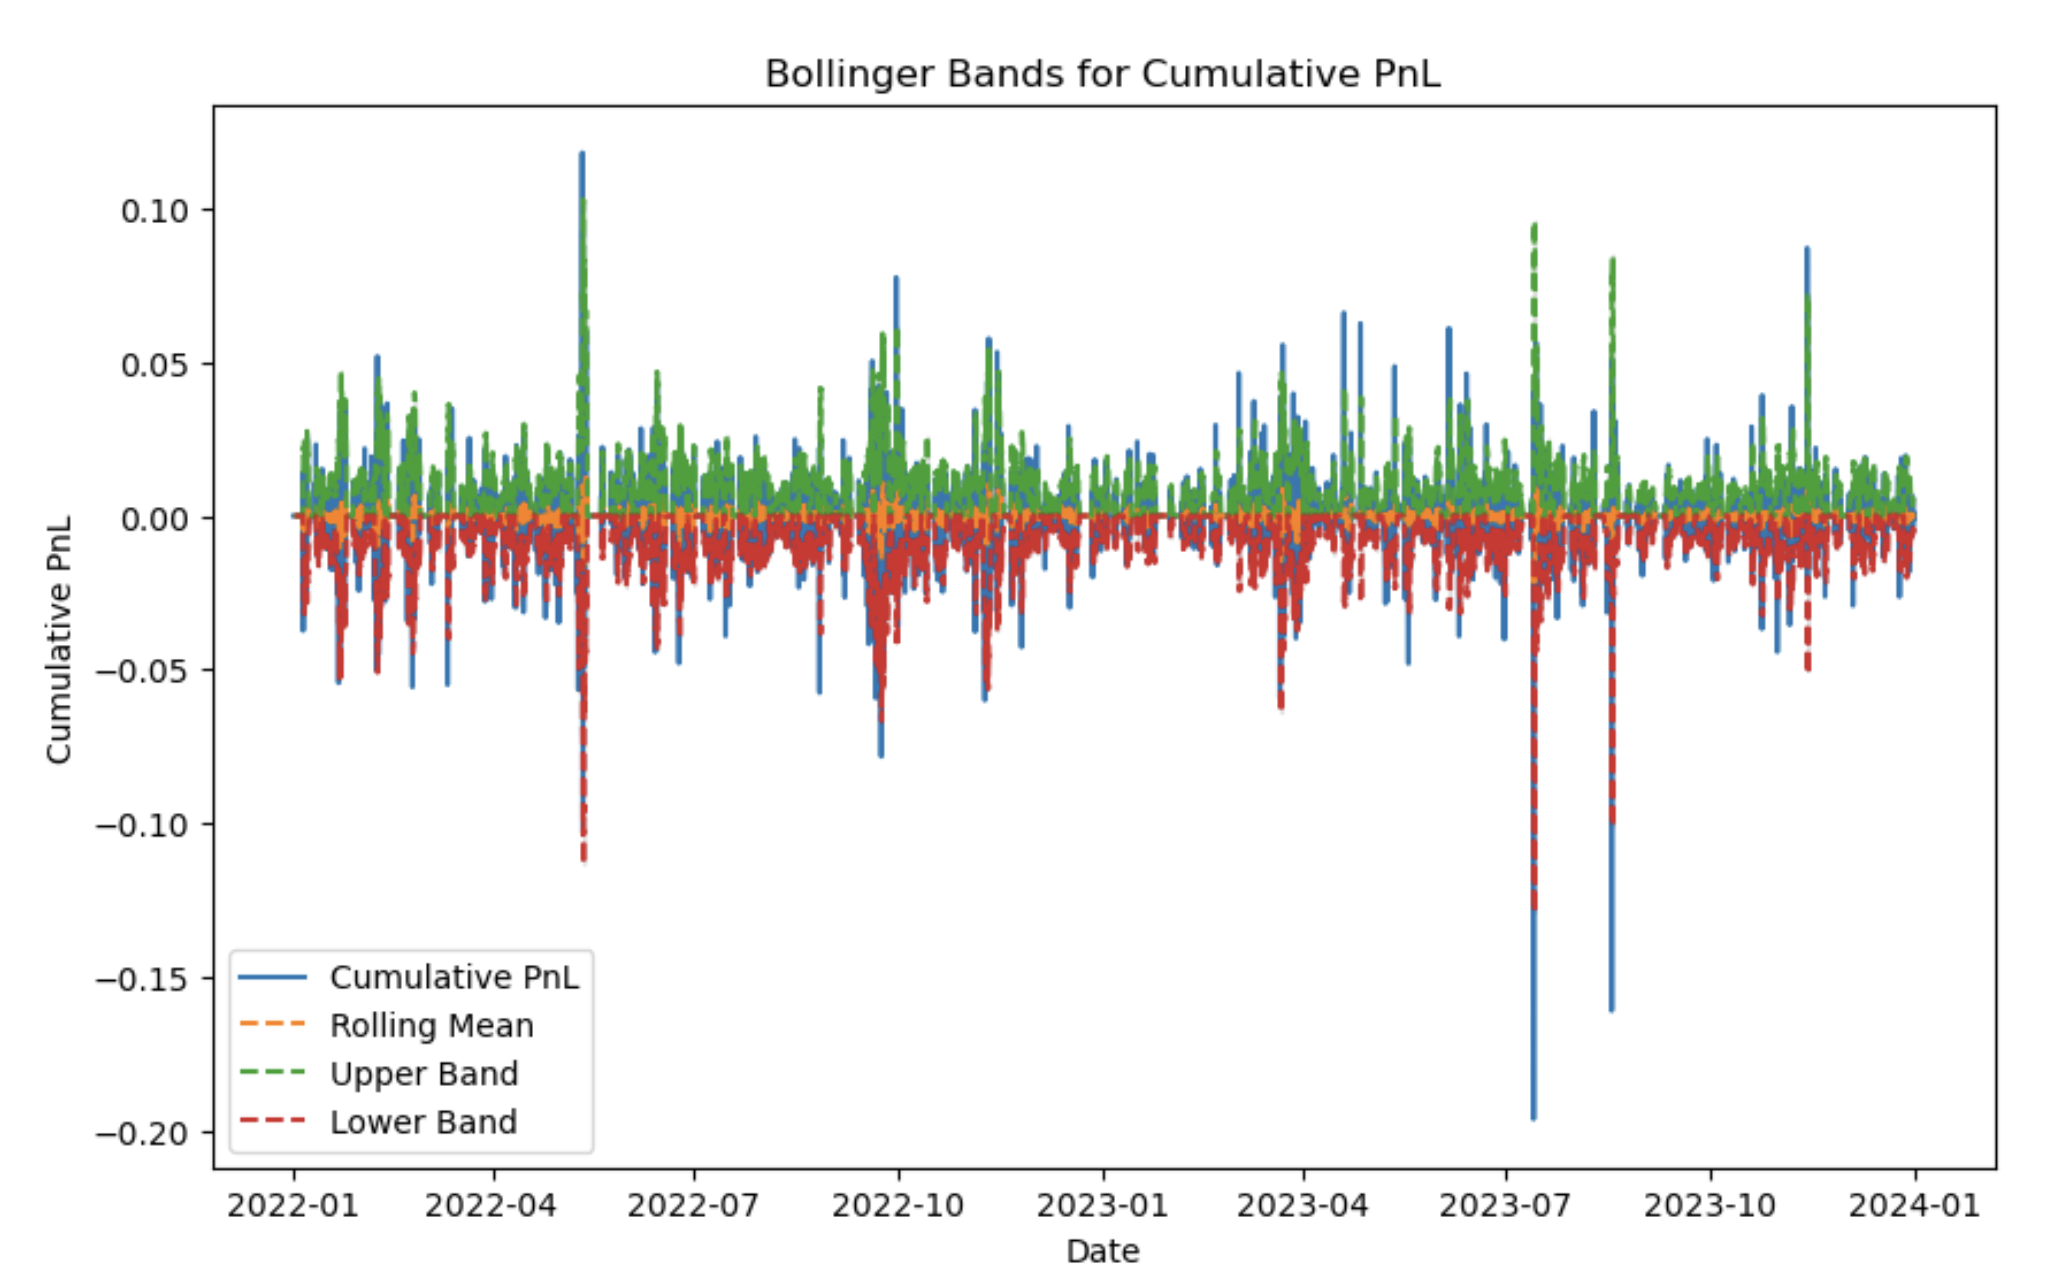 Bollinger Bands for Cumulative PnL
Cumulative PnL
0.10
0.05
0.00
−0.05
−0.10
−0.15
−0.20
Cumulative PnL
Rolling Mean
Upper Band
Lower Band
2022-01 2022-04 2022-07 2022-10 2023-01 2023-04 2023-07 2023-10 2024-01
Date